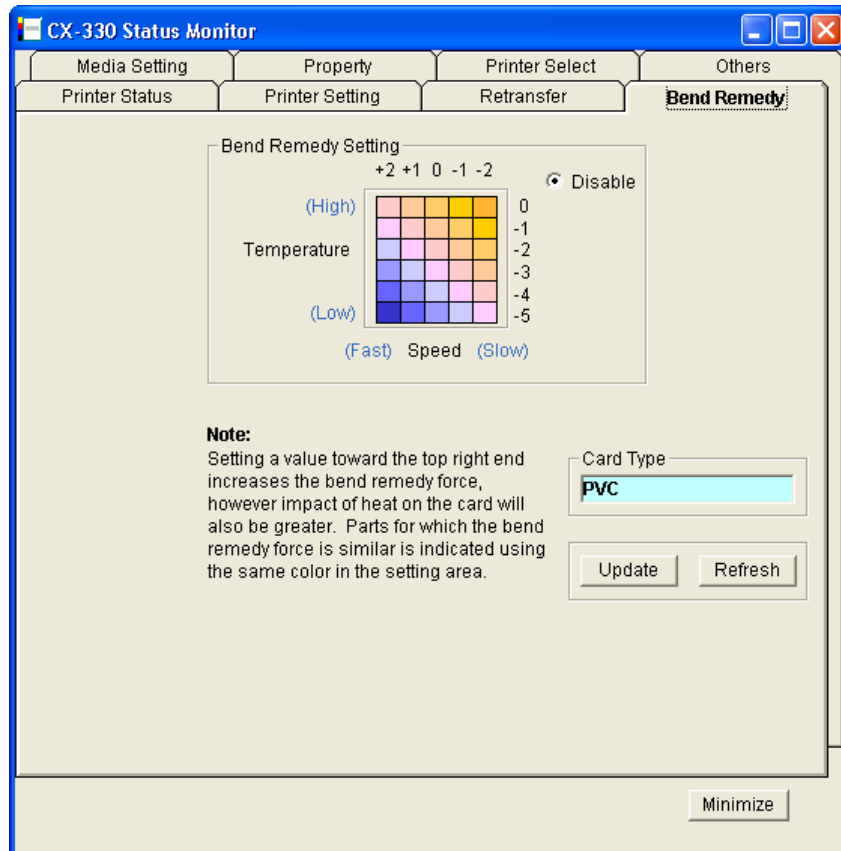 CX-330 Status Monitor
Media Setting Property Printer Select Others
Printer Status Printer Setting Retransfer Bend Remedy
Bend Remedy Setting
+2 +1 0 -1 -2
Disable
(High) 0
-1
Temperature -2
-3
-4
(Low) -5
(Fast) Speed (Slow)
Note:
Setting a value toward the top right end
increases the bend remedy force,
however impact of heat on the card will
also be greater. Parts for which the bend
remedy force is similar is indicated using
the same color in the setting area.
Card Type
PVC
Update Refresh
Minimize